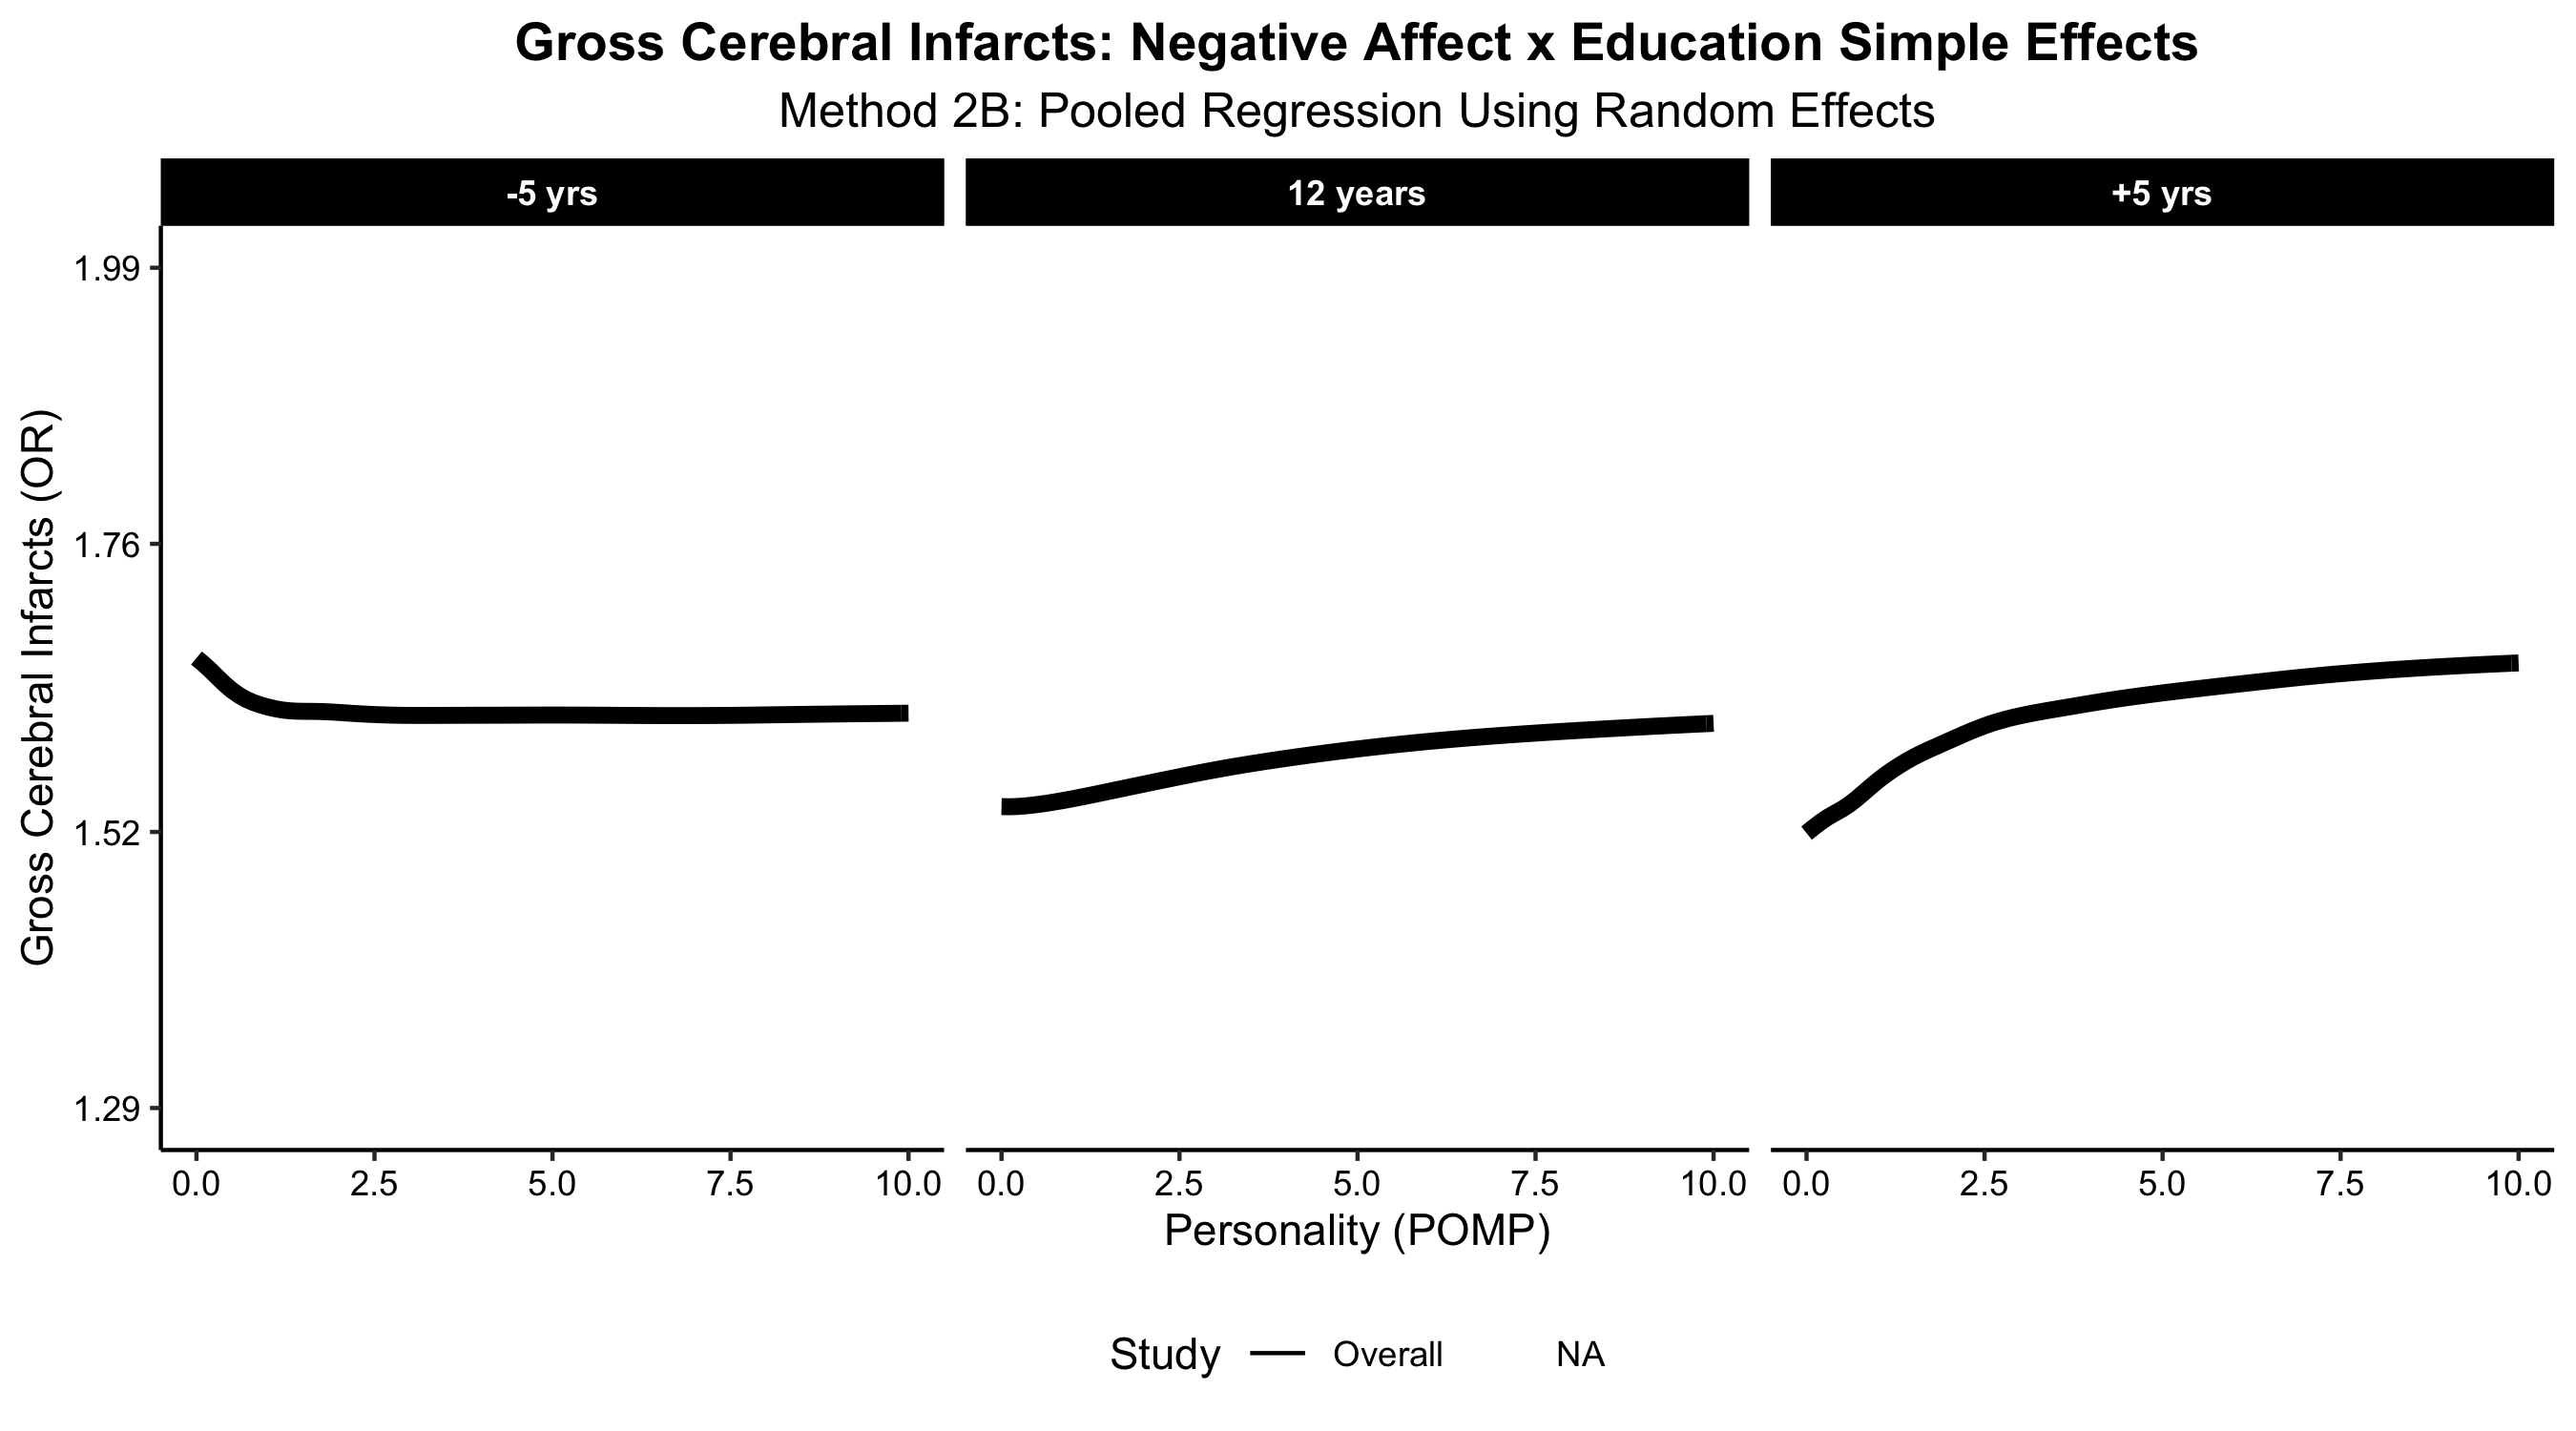 Gross Cerebral Infarcts: Negative Affect x Education Simple Effects
Method 2B: Pooled Regression Using Random Effects
-5 yrs
12 years
+5 yrs
Gross Cerebral Infarcts (OR)
1.99
1.76
1.52
1.29
0.0 2.5 5.0 7.5 10.0
0.0 2.5 5.0 7.5 10.0
0.0 2.5 5.0 7.5 10.0
Personality (POMP)
Study Overall NA